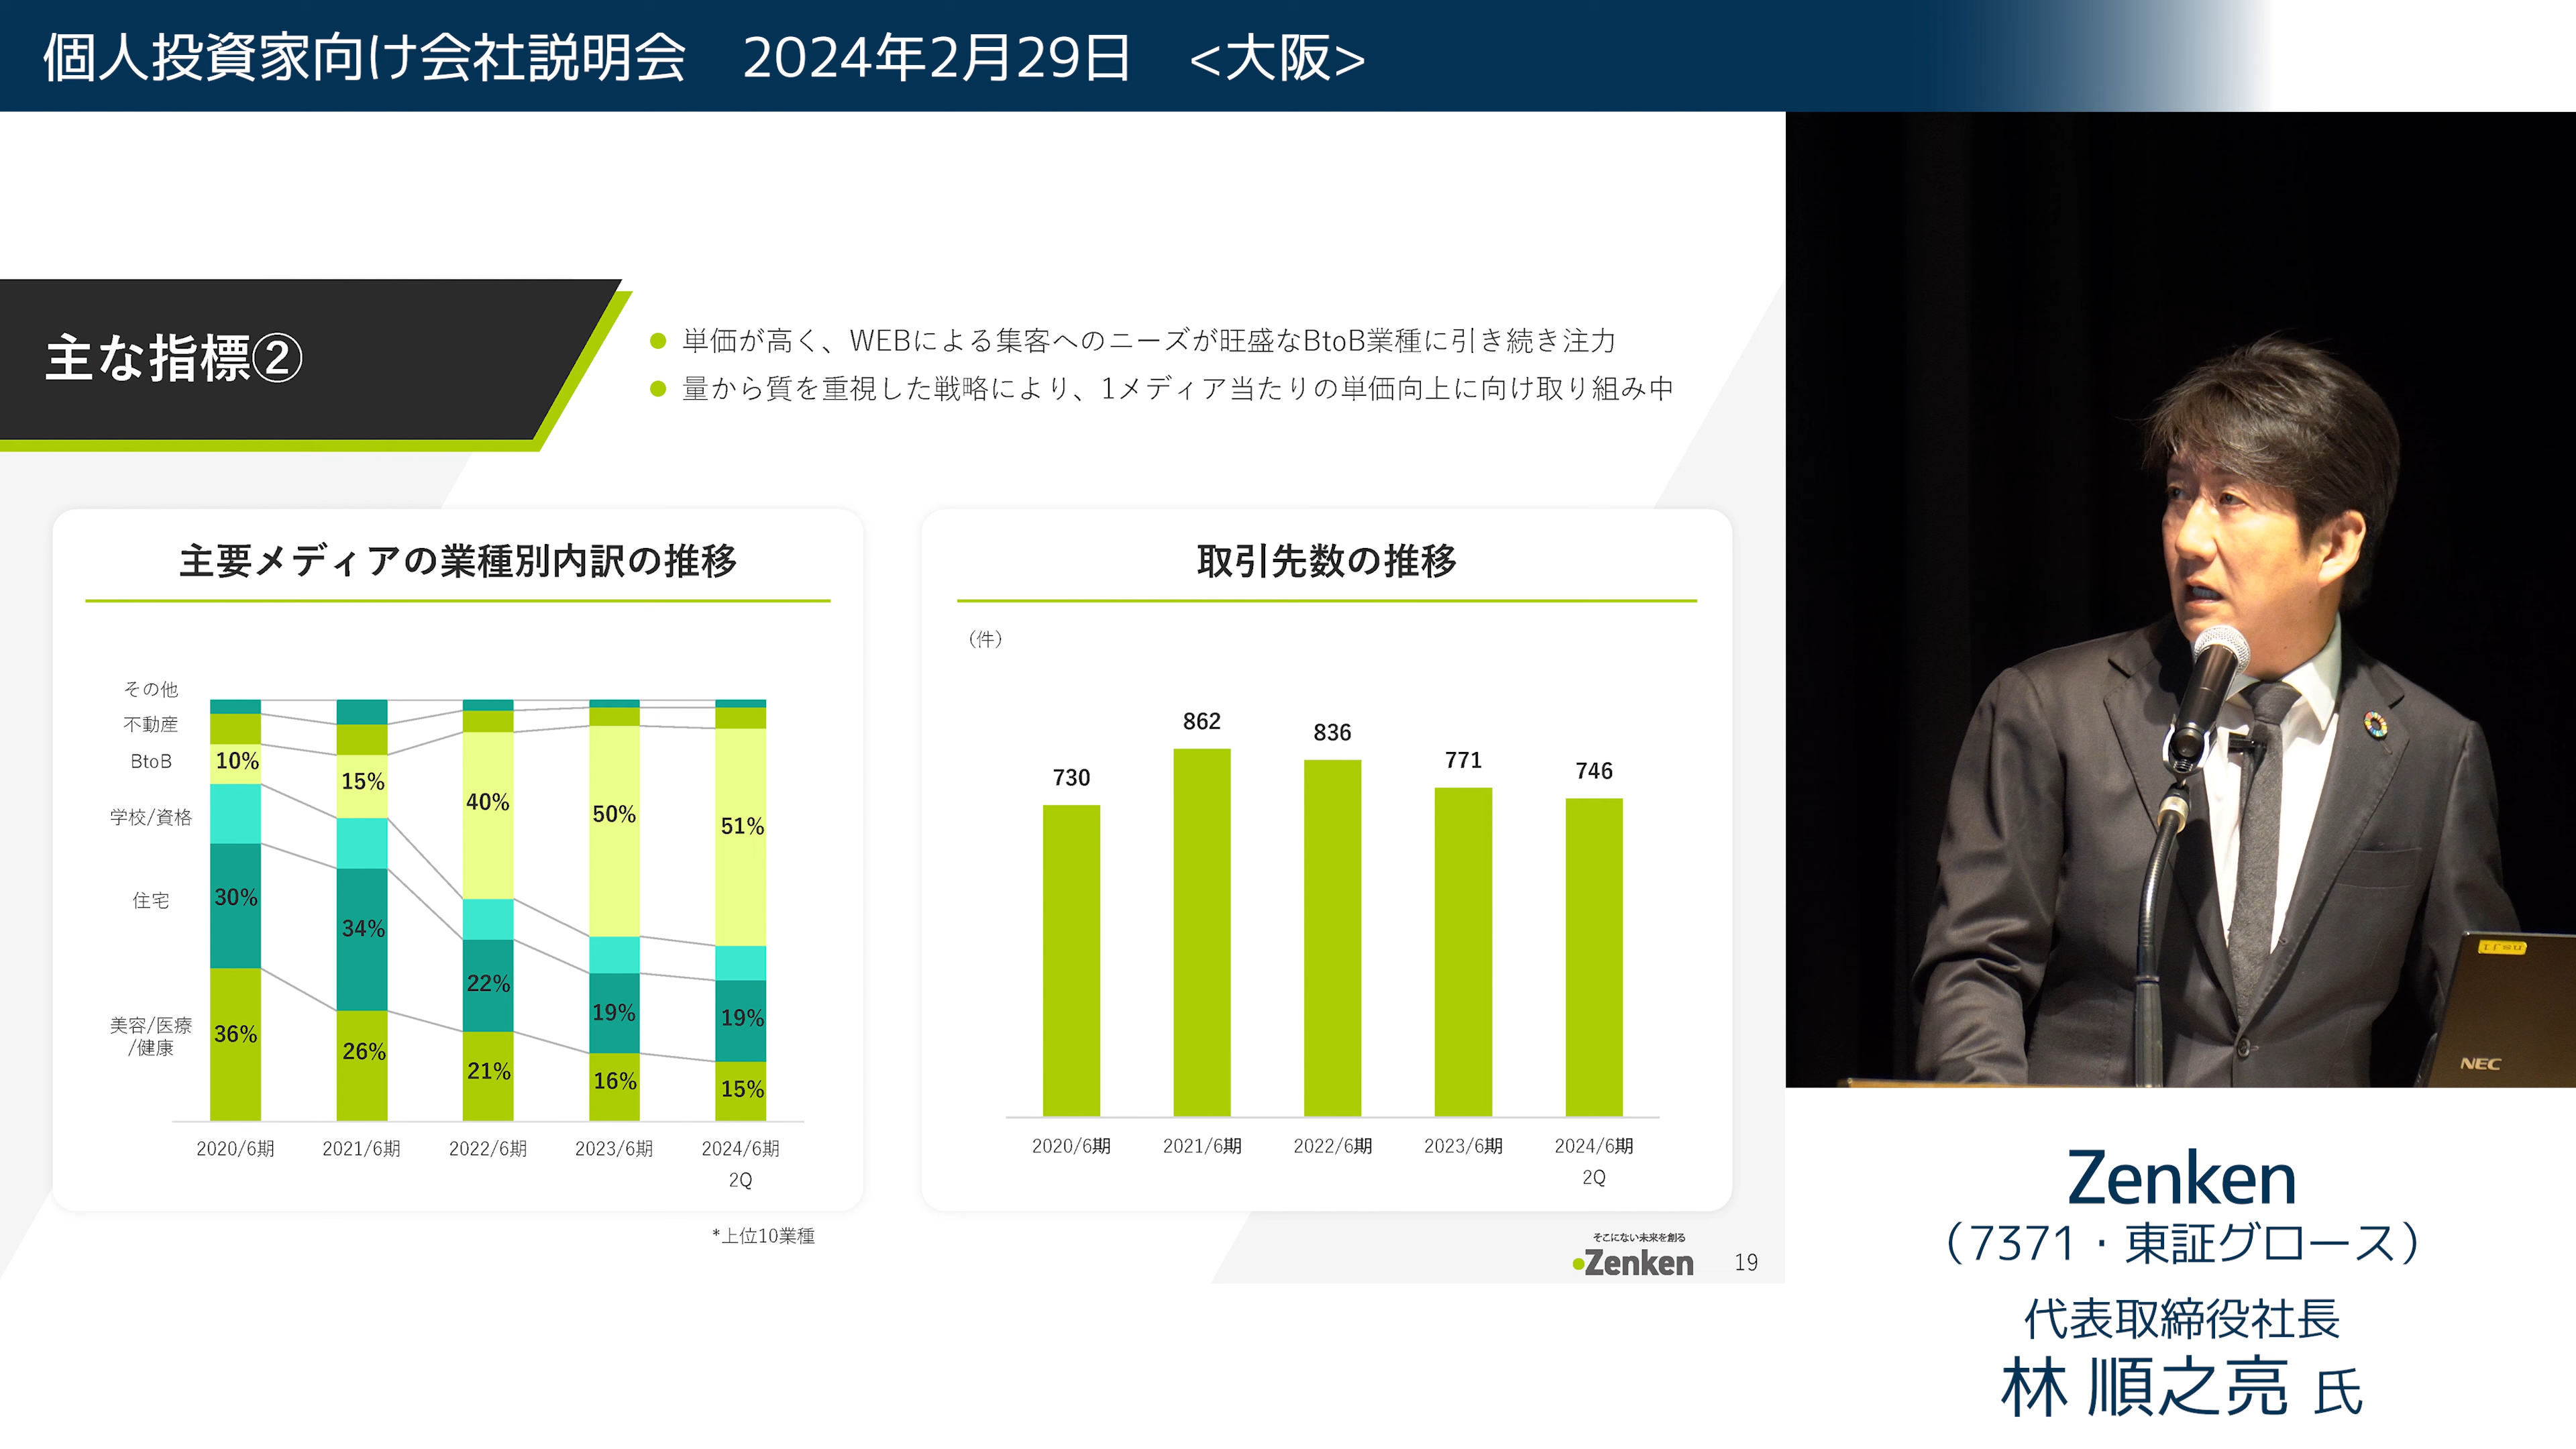 個人投資家向け会社説明会　2024年2月29日　<大阪>
主な指標②
単価が高く、WEBによる集客へのニーズが旺盛なBtoB業種に引き続き注力
量から質を重視した戦略により、1メディア当たりの単価向上に向け取り組み中
主要メディアの業種別内訳の推移
その他
不動産
BtoB
学校/資格
住宅
美容/医療
/健康
10%
30%
36%
15%
34%
26%
40%
22%
21%
50%
19%
16%
51%
19%
15%
2020/6期
2021/6期
2022/6期
2023/6期
2024/6期
2Q
*上位10業種
取引先数の推移
（件）
730
862
836
771
746
2020/6期
2021/6期
2022/6期
2023/6期
2024/6期
2Q
そこにない未来を創る
Zenken
19
NEC
Zenken
（7371・東証グロース）
代表取締役社長
林 順之亮 氏